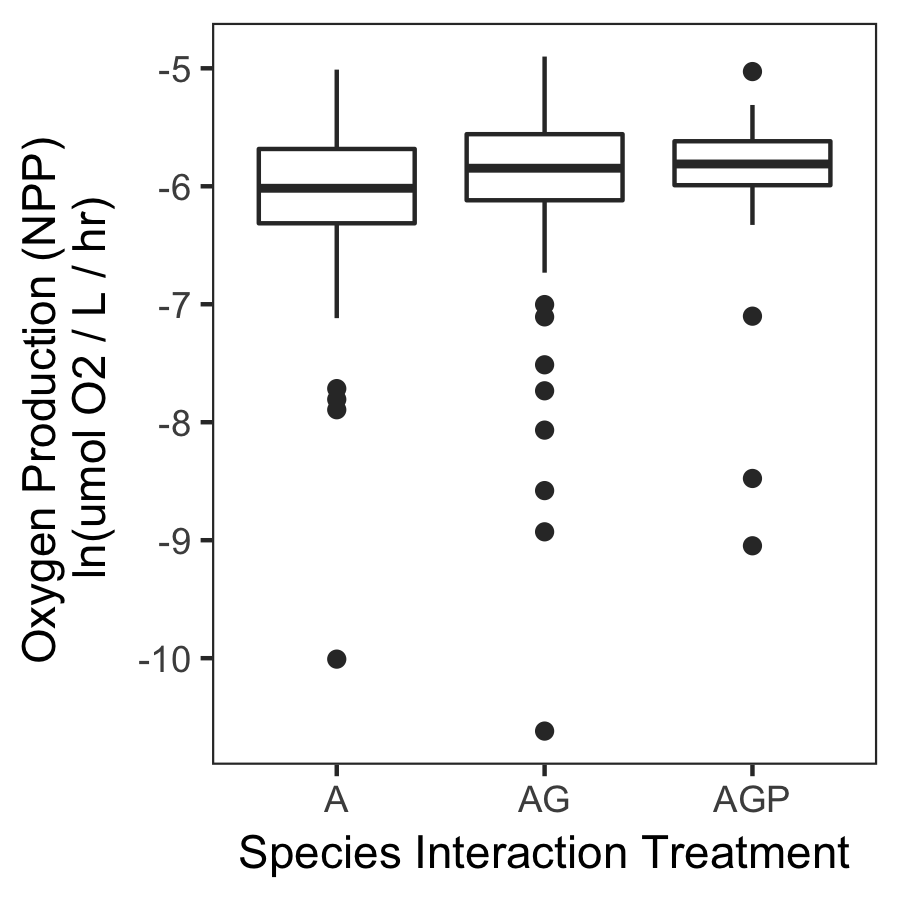 Oxygen Production (NPP)
ln(umol O2 / L / hr)
-5
-6
-7
-8
-9
-10
A
AG
AGP
Species Interaction Treatment